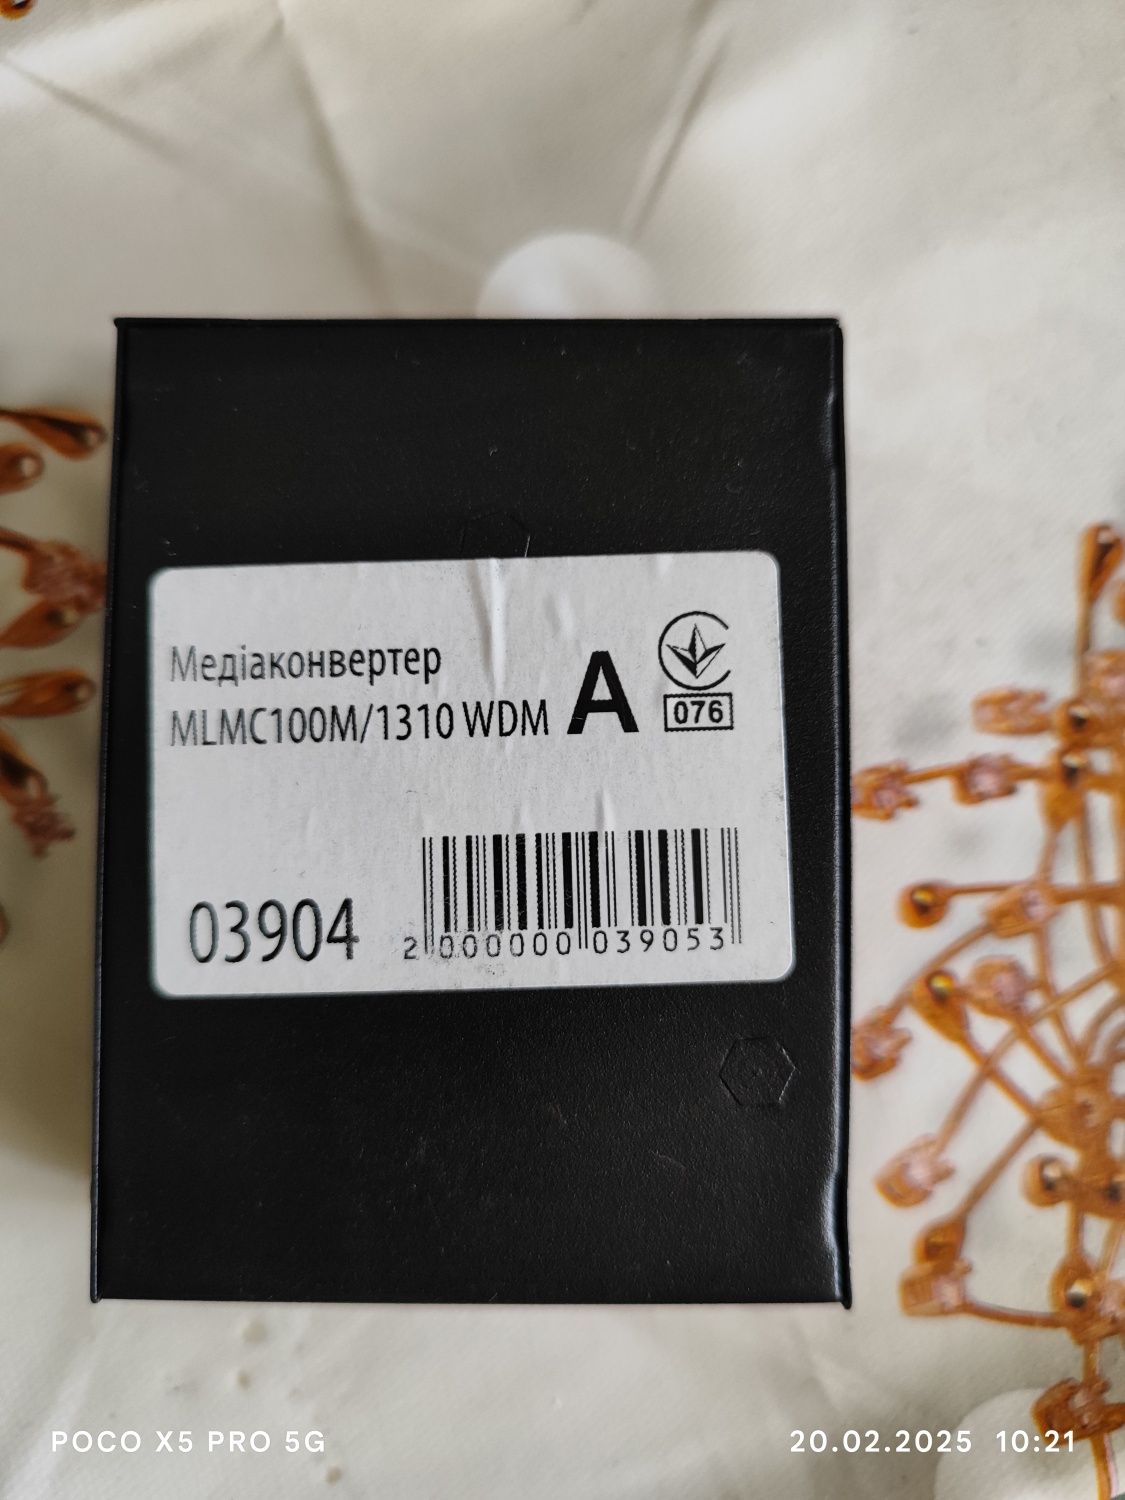 Медіаконвертер
MLMC100M/1310 WDM A
076
03904
2 000000 039053
POCO X5 PRO 5G
20.02.2025 10:21